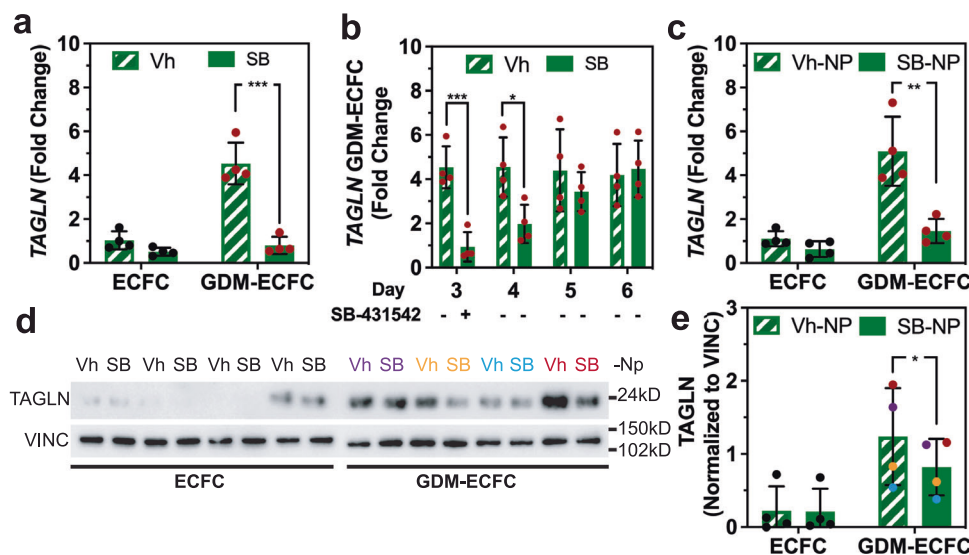 a
TAGLN (Fold Change)
10
8
6
4
2
0
Vh SB
***
ECFC GDM-ECFC
b
TAGLN GDM-ECFC
(Fold Change)
10
8
6
4
2
0
Vh SB
*** *
Day 3 4 5 6
SB-431542 - + - - - - - -
c
TAGLN (Fold Change)
10
8
6
4
2
0
Vh-NP SB-NP
**
ECFC GDM-ECFC
d
Vh SB Vh SB Vh SB Vh SB Vh SB Vh SB Vh SB Vh SB -Np
TAGLN
24kD
VINC
150kD
102kD
ECFC GDM-ECFC
e
TAGLN
(Normalized to VINC)
3
2
1
0
Vh-NP SB-NP
*
ECFC GDM-ECFC